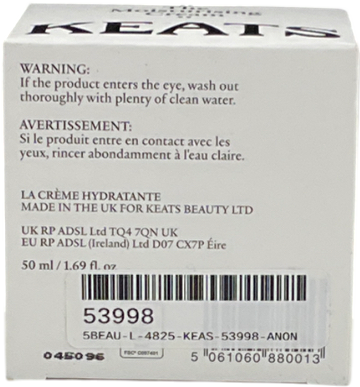 The
Moisturising
Cream
KEATS
WARNING:
If the product enters the eye, wash out
thoroughly with plenty of clean water.
AVERTISSEMENT:
Si le produit entre en contact avec les
yeux, rincer abondamment à l'eau claire.
LA CRÈME HYDRATANTE
MADE IN THE UK FOR KEATS BEAUTY LTD
UK RP ADSL Ltd TQ4 7QN UK
EU RP ADSL (Ireland) Ltd D07 CX7P Éire
50 ml / 1.69 fl. oz
53998
5BEAU-L-4825-KEAS-53998-ANON
045096
5 061060 880013